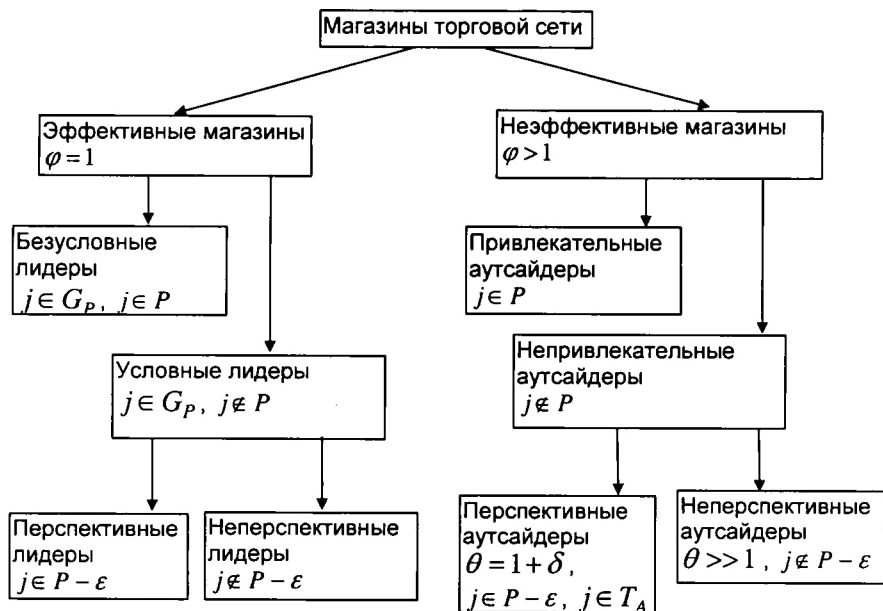 Магазины торговой сети
Эффективные магазины
φ = 1
Неэффективные магазины
φ > 1
Безусловные
лидеры
j ∈ G_P, j ∈ P
Привлекательные
аутсайдеры
j ∈ P
Условные лидеры
j ∈ G_P, j ∉ P
Непривлекательные
аутсайдеры
j ∉ P
Перспективные
лидеры
j ∈ P − ε
Неперспективные
лидеры
j ∉ P − ε
Перспективные
аутсайдеры
θ = 1 + δ,
j ∈ P − ε, j ∈ T_A
Неперспективные
аутсайдеры
θ >> 1, j ∉ P − ε